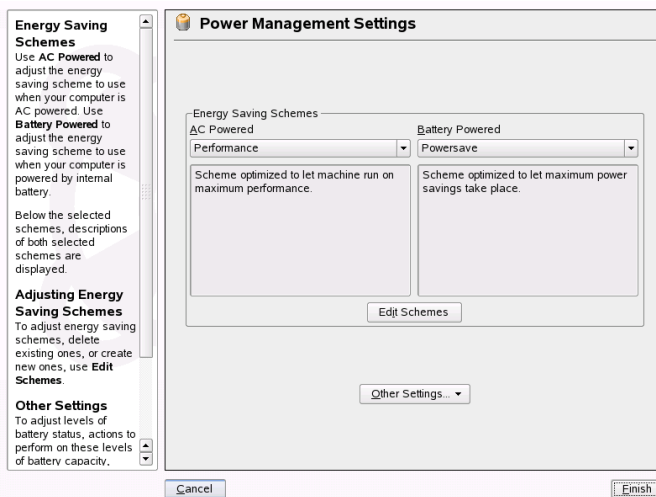 Energy Saving
Schemes
Use AC Powered to
adjust the energy
saving scheme to use
when your computer is
AC powered. Use
Battery Powered to
adjust the energy
saving scheme to use
when your computer is
powered by internal
battery.
Below the selected
schemes, descriptions
of both selected
schemes are
displayed.
Adjusting Energy
Saving Schemes
To adjust energy saving
schemes, delete
existing ones, or create
new ones, use Edit
Schemes.
Other Settings
To adjust levels of
battery status, actions to
perform on these levels
of battery capacity,
Power Management Settings
Energy Saving Schemes
AC Powered
Performance
Scheme optimized to let machine run on
maximum performance.
Battery Powered
Powersave
Scheme optimized to let maximum power
savings take place.
Edit Schemes
Other Settings...
Cancel
Finish